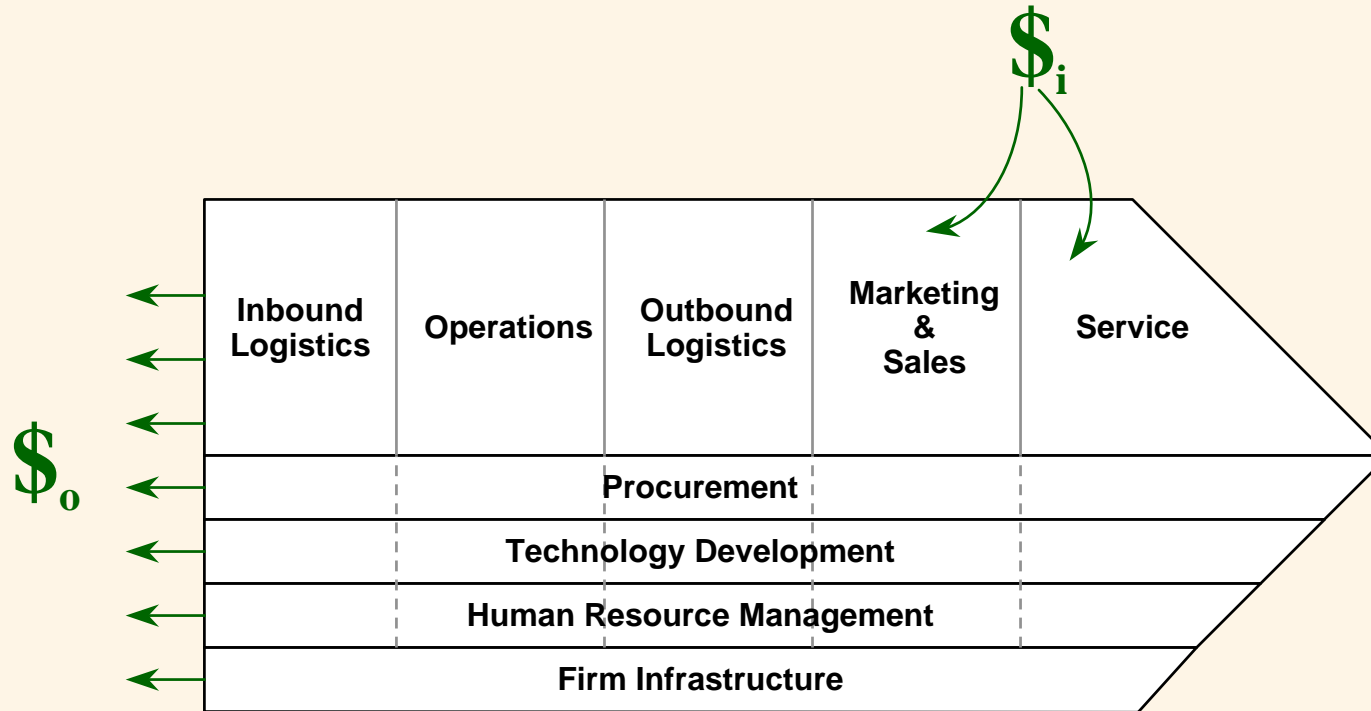 $i
Inbound
Logistics
Operations
Outbound
Logistics
Marketing
&
Sales
Service
$o
Procurement
Technology Development
Human Resource Management
Firm Infrastructure